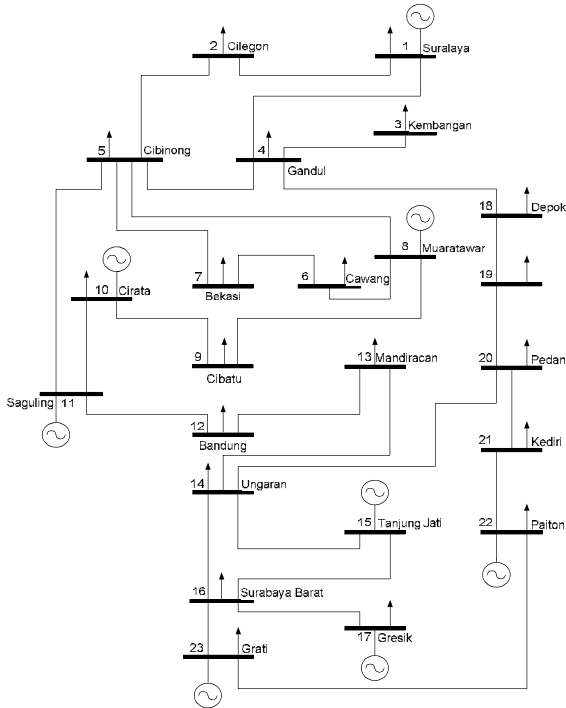 2 Cilegon
1 Suralaya
3 Kembangan
5 Cibinong
4
Gandul
18 Depok
8 Muaratawar
19
7
Bekasi
6 Cawang
10 Cirata
9
Cibatu
13 Mandiracan
20 Pedan
Saguling 11
12
Bandung
21 Kediri
14 Ungaran
15 Tanjung Jati
22 Paiton
16 Surabaya Barat
17 Gresik
23 Grati